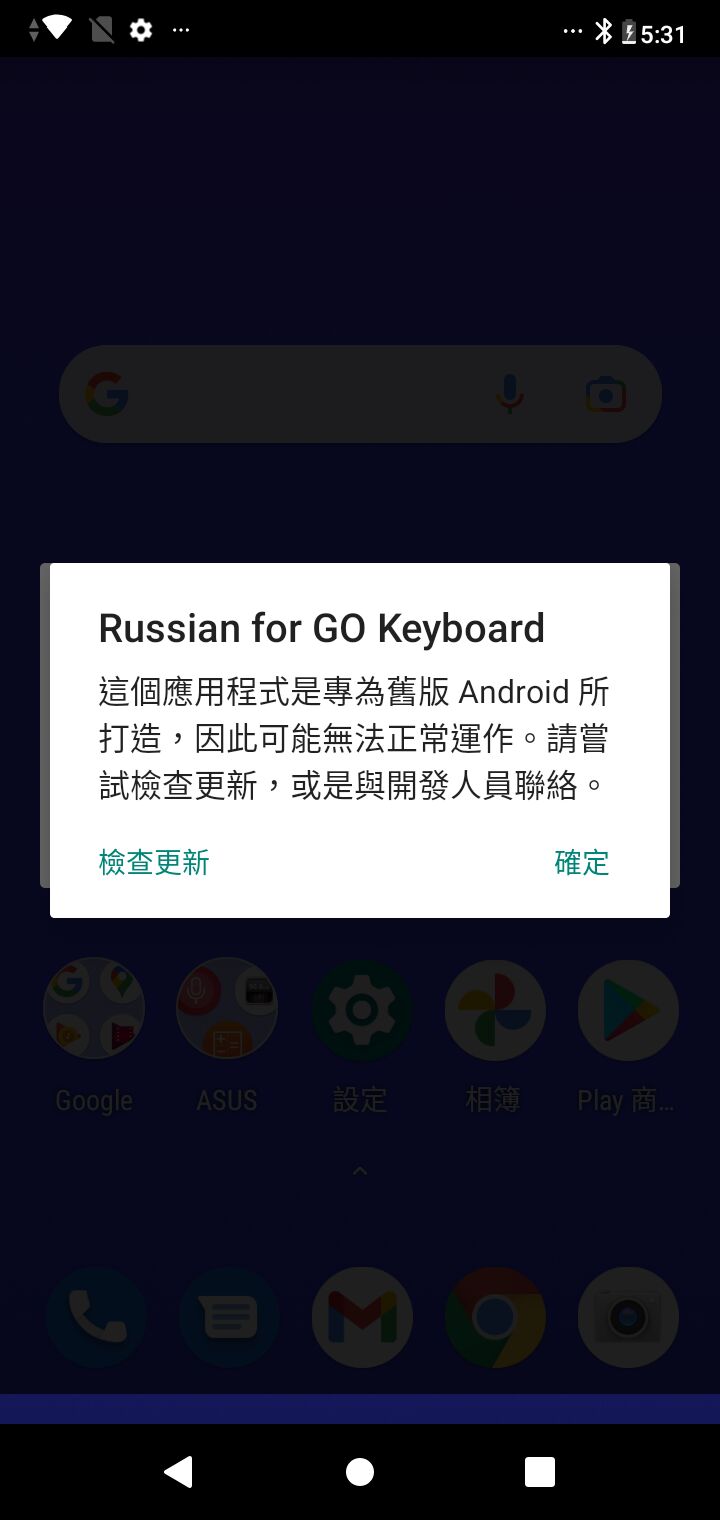 5:31
Russian for GO Keyboard
這個應用程式是專為舊版 Android 所
打造，因此可能無法正常運作。請嘗
試檢查更新，或是與開發人員聯絡。
檢查更新 確定
Google ASUS 設定 相簿 Play 商...